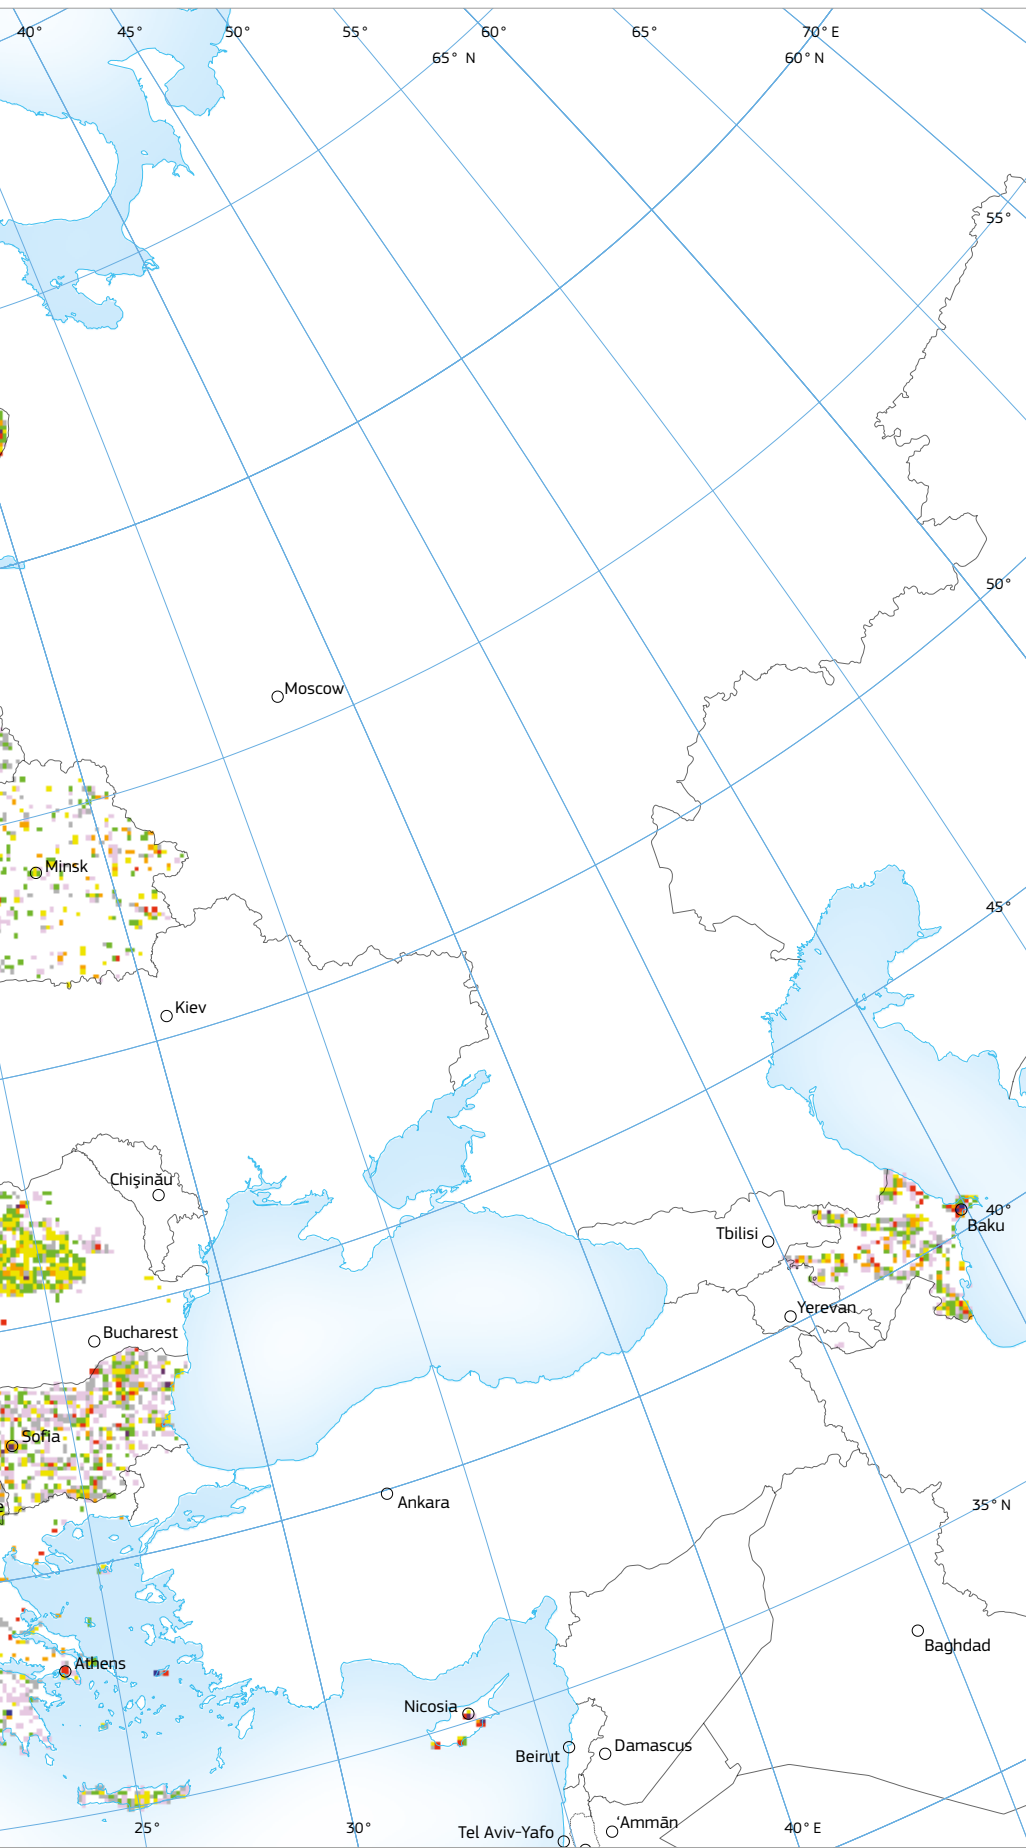 40° 45° 50° 55° 60° 65° 70° E
65° N 60° N
55°
50°
Moscow
Minsk
45°
Kiev
Chişinău
40°
Baku
Tbilisi
Yerevan
Bucharest
Sofia
Ankara
35° N
e
Baghdad
Athens
Nicosia
Beirut
Damascus
'Ammān
Tel Aviv-Yafo
25° 30° 40° E